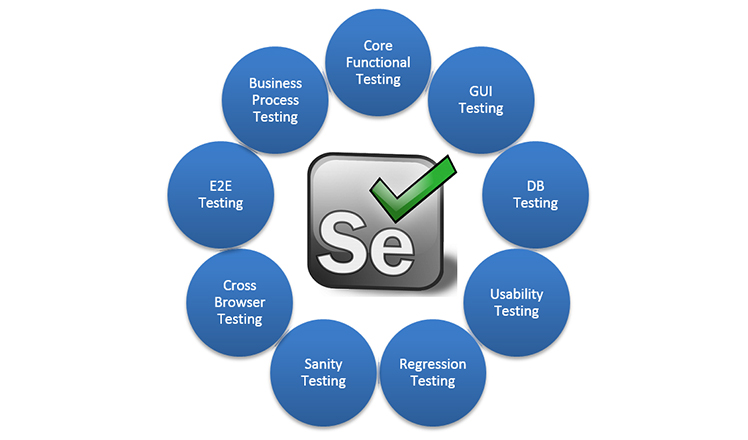 Core
Functional
Testing
GUI
Testing
DB
Testing
Usability
Testing
Regression
Testing
Sanity
Testing
Cross
Browser
Testing
E2E
Testing
Business
Process
Testing
Se